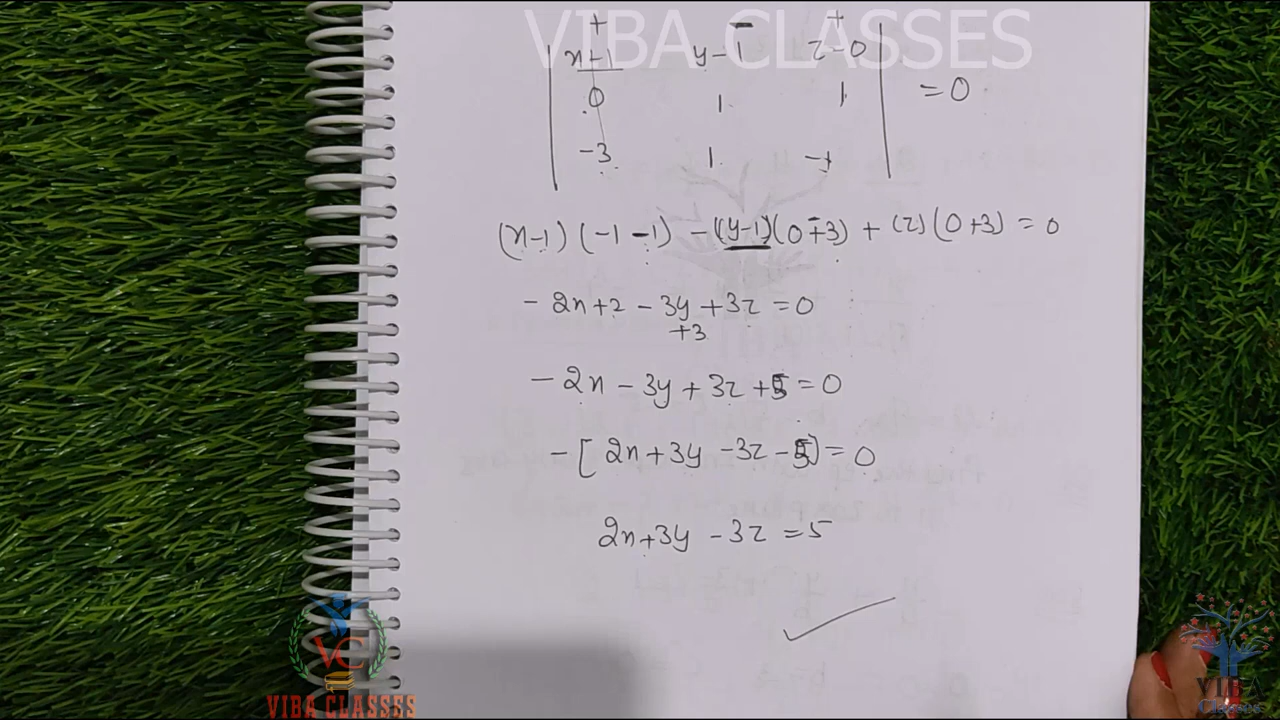 VIBA CLASSES
+ - +
x-1 y-1 z-0
0 1 1 = 0
-3 1 -1
(x-1) (-1 -1) - (y-1)(0+3) + (z)(0+3) = 0
- 2x+2 - 3y +3z = 0
+3
- 2x - 3y + 3z +5 = 0
- [ 2x + 3y - 3z - 5] = 0
2x+3y - 3z = 5
VC
VIBA CLASSES
VIBA
Classes